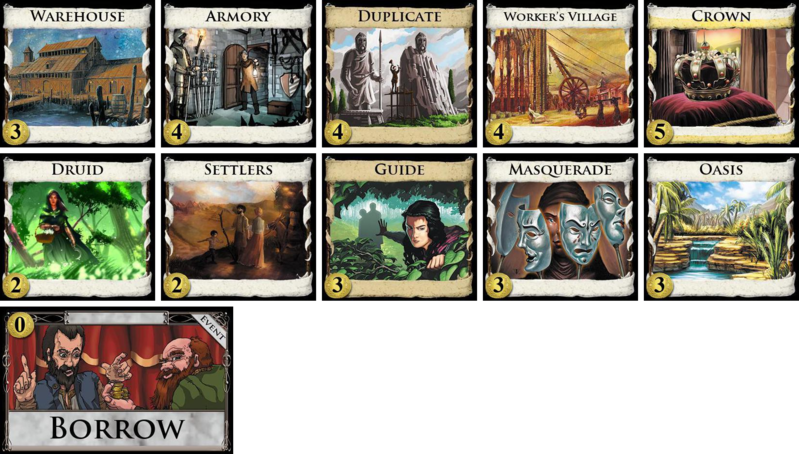 WAREHOUSE
3
ARMORY
4
DUPLICATE
4
WORKER'S VILLAGE
4
CROWN
5
DRUID
2
SETTLERS
2
GUIDE
3
MASQUERADE
3
OASIS
3
0
EVENT
BORROW